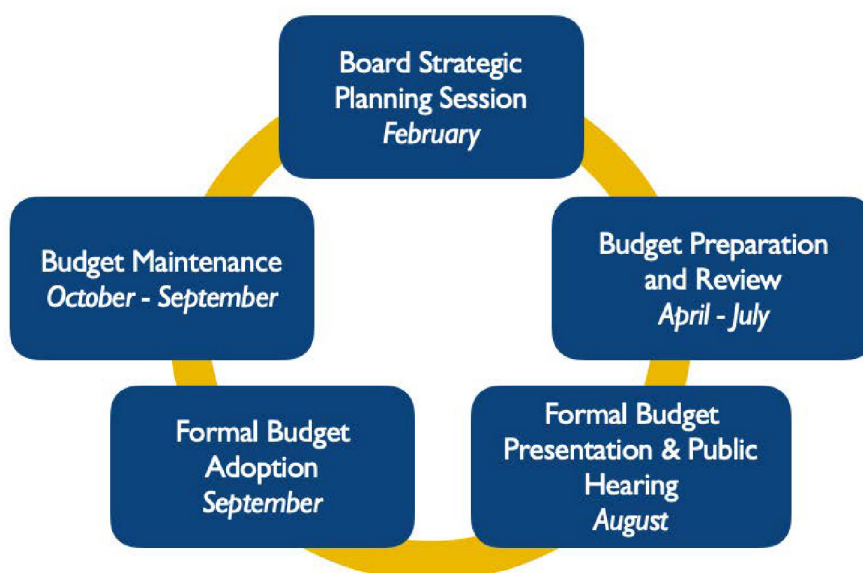 Board Strategic
Planning Session
February
Budget Preparation
and Review
April - July
Formal Budget
Presentation & Public
Hearing
August
Formal Budget
Adoption
September
Budget Maintenance
October - September